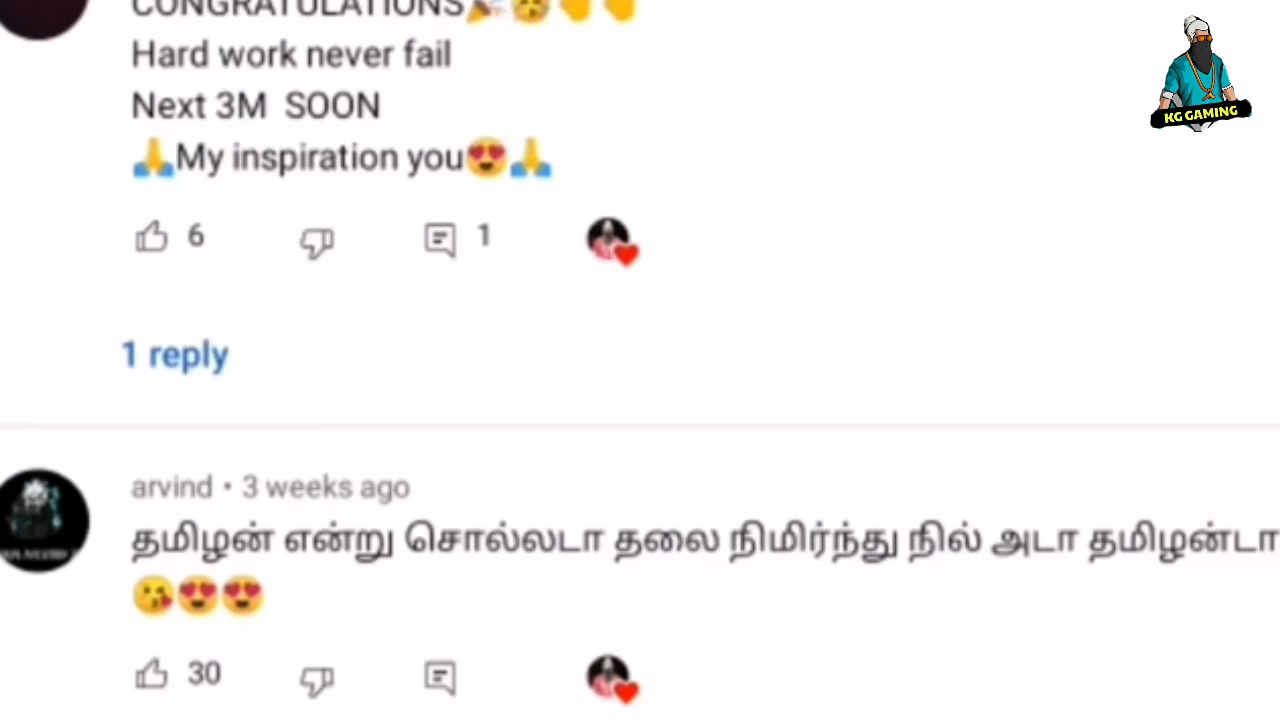 CONGRATULATIONS🎉🥳👏👏
Hard work never fail
Next 3M SOON
🙏My inspiration you😍🙏
6
1
1 reply
arvind • 3 weeks ago
தமிழன் என்று சொல்லடா தலை நிமிர்ந்து நில் அடா தமிழன்டா
😘😍😍
30
KG GAMING